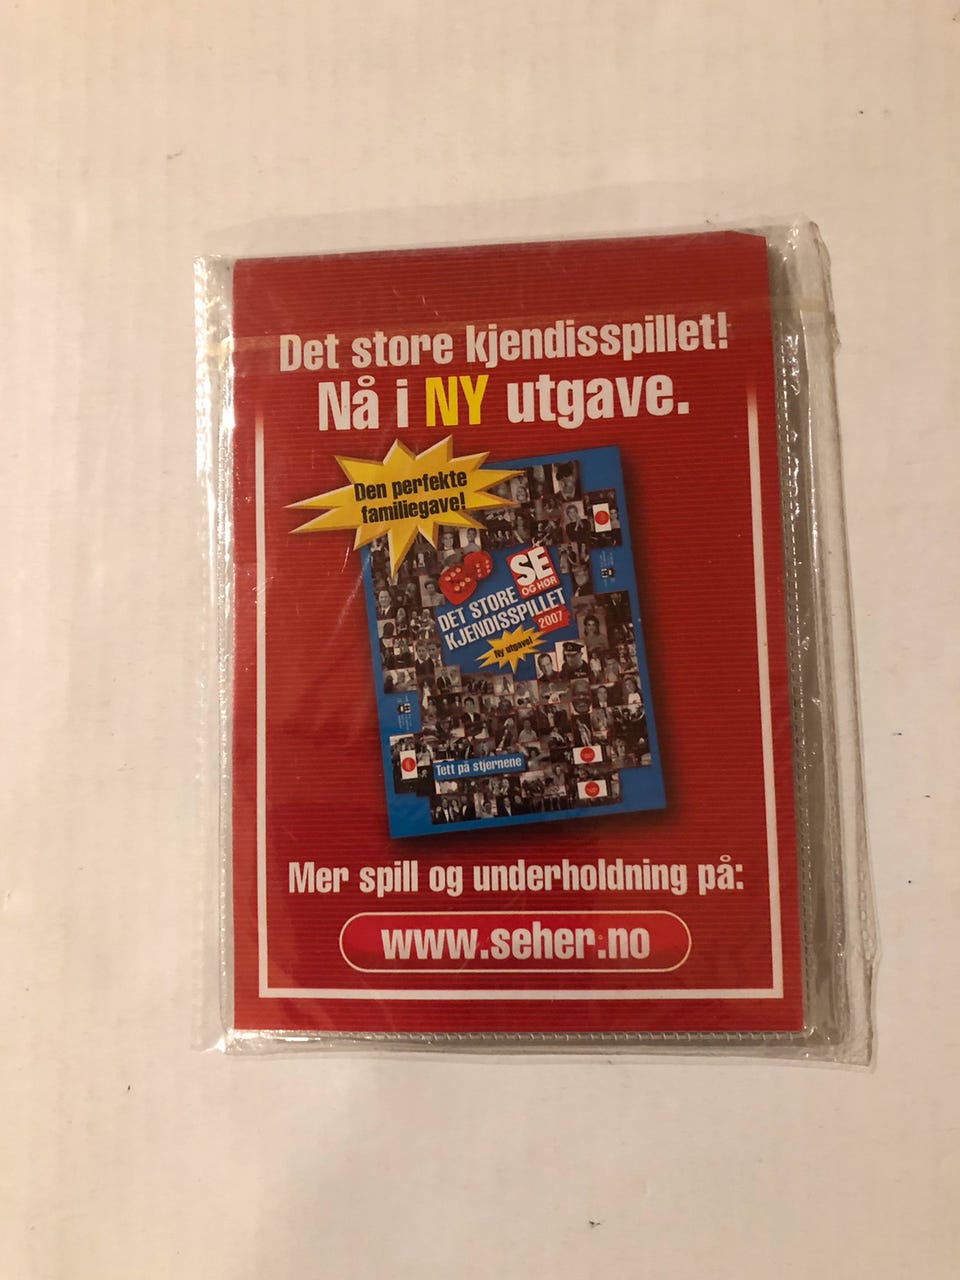 Det store kjendisspillet!
Nå i NY utgave.
Den perfekte
familiegave!
SE
OG HØR
DET STORE
KJENDISSPILLET
2007
Ny utgave!
Tett på stjernene
Mer spill og underholdning på:
www.seher.no